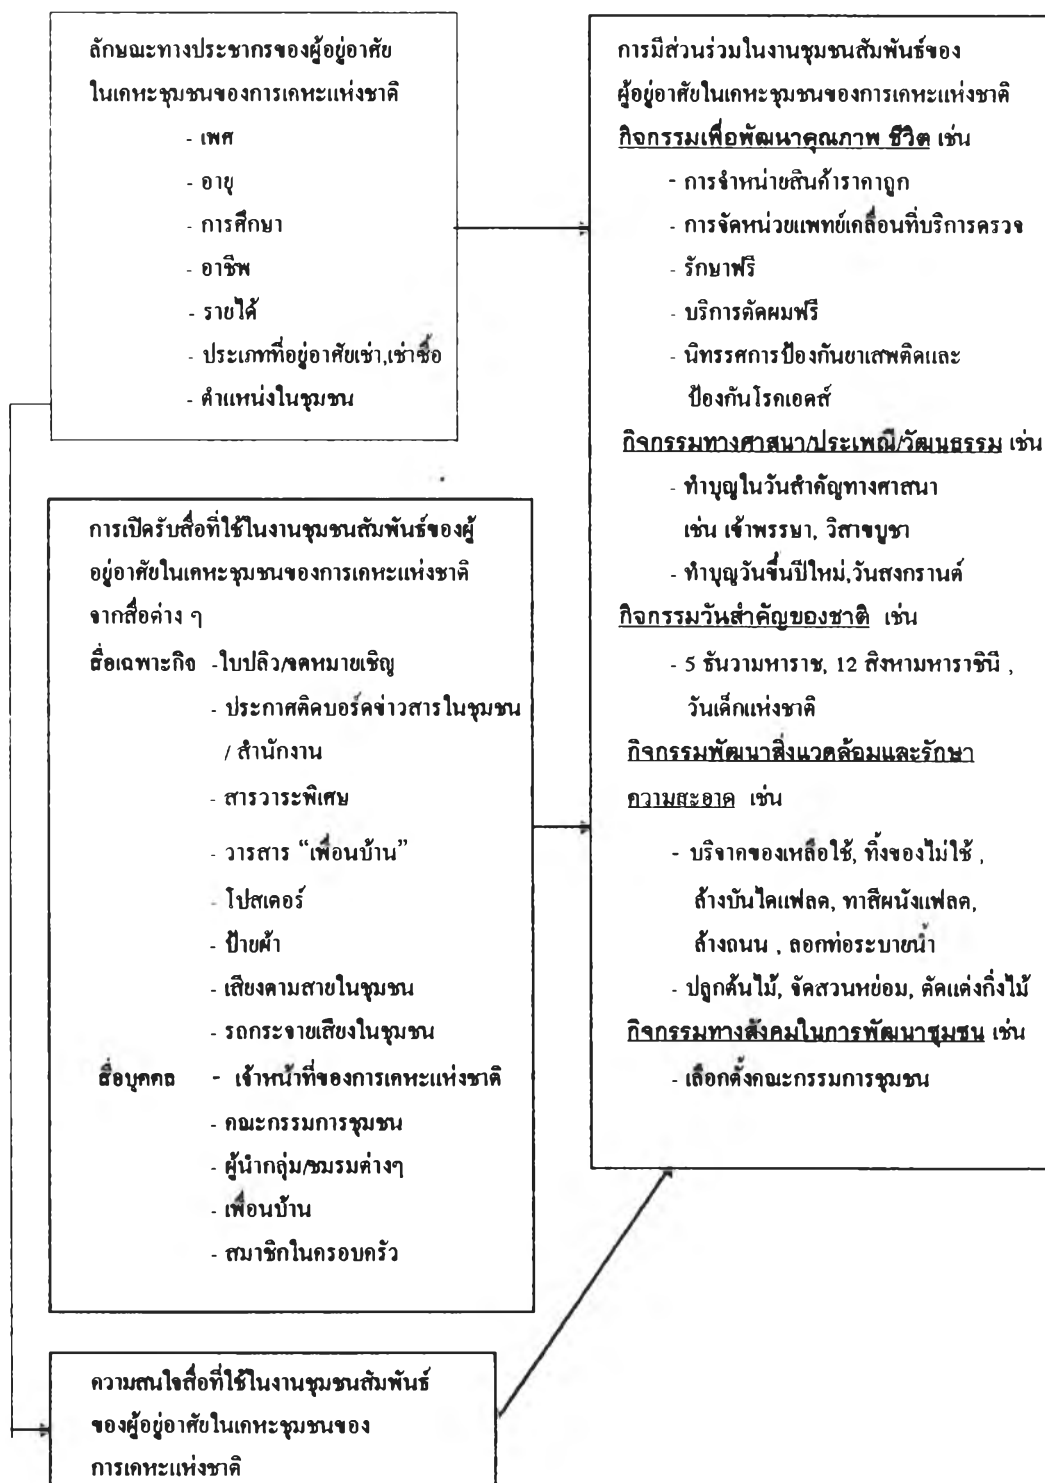 ลักษณะทางประชากรของผู้อยู่อาศัย
ในเคหะชุมชนของการเคหะแห่งชาติ
- เพศ
- อายุ
- การศึกษา
- อาชีพ
- รายได้
- ประเภทที่อยู่อาศัยเช่า,เช่าซื้อ
- ตำแหน่งในชุมชน
การเปิดรับสื่อที่ใช้ในงานชุมชนสัมพันธ์ของผู้
อยู่อาศัยในเคหะชุมชนของการเคหะแห่งชาติ
จากสื่อต่าง ๆ
สื่อเฉพาะกิจ -ใบปลิว/จดหมายเชิญ
- ประกาศติดบอร์ดข่าวสารในชุมชน
/ สำนักงาน
- สารวาระพิเศษ
- วารสาร “เพื่อนบ้าน”
- โปสเตอร์
- ป้ายผ้า
- เสียงตามสายในชุมชน
- รถกระจายเสียงในชุมชน
สื่อบุคคล - เจ้าหน้าที่ของการเคหะแห่งชาติ
- คณะกรรมการชุมชน
- ผู้นำกลุ่ม/ชมรมต่างๆ
- เพื่อนบ้าน
- สมาชิกในครอบครัว
ความสนใจสื่อที่ใช้ในงานชุมชนสัมพันธ์
ของผู้อยู่อาศัยในเคหะชุมชนของ
การเคหะแห่งชาติ
การมีส่วนร่วมในงานชุมชนสัมพันธ์ของ
ผู้อยู่อาศัยในเคหะชุมชนของการเคหะแห่งชาติ
กิจกรรมเพื่อพัฒนาคุณภาพ ชีวิต เช่น
- การจำหน่ายสินค้าราคาถูก
- การจัดหน่วยแพทย์เคลื่อนที่บริการตรวจ
- รักษาฟรี
- บริการตัดผมฟรี
- นิทรรศการป้องกันยาเสพติดและ
ป้องกันโรคเอดส์
กิจกรรมทางศาสนา/ประเพณี/วัฒนธรรม เช่น
- ทำบุญในวันสำคัญทางศาสนา
เช่น เข้าพรรษา, วิสาขบูชา
- ทำบุญวันขึ้นปีใหม่,วันสงกรานต์
กิจกรรมวันสำคัญของชาติ เช่น
- 5 ธันวามหาราช, 12 สิงหามหาราชินี ,
วันเด็กแห่งชาติ
กิจกรรมพัฒนาสิ่งแวดล้อมและรักษา
ความสะอาด เช่น
- บริจาคของเหลือใช้, ทิ้งของไม่ใช้ ,
ล้างบันไดแฟลต, ทาสีผนังแฟลต,
ล้างถนน , ลอกท่อระบายน้ำ
- ปลูกต้นไม้, จัดสวนหย่อม, ตัดแต่งกิ่งไม้
กิจกรรมทางสังคมในการพัฒนาชุมชน เช่น
- เลือกตั้งคณะกรรมการชุมชน